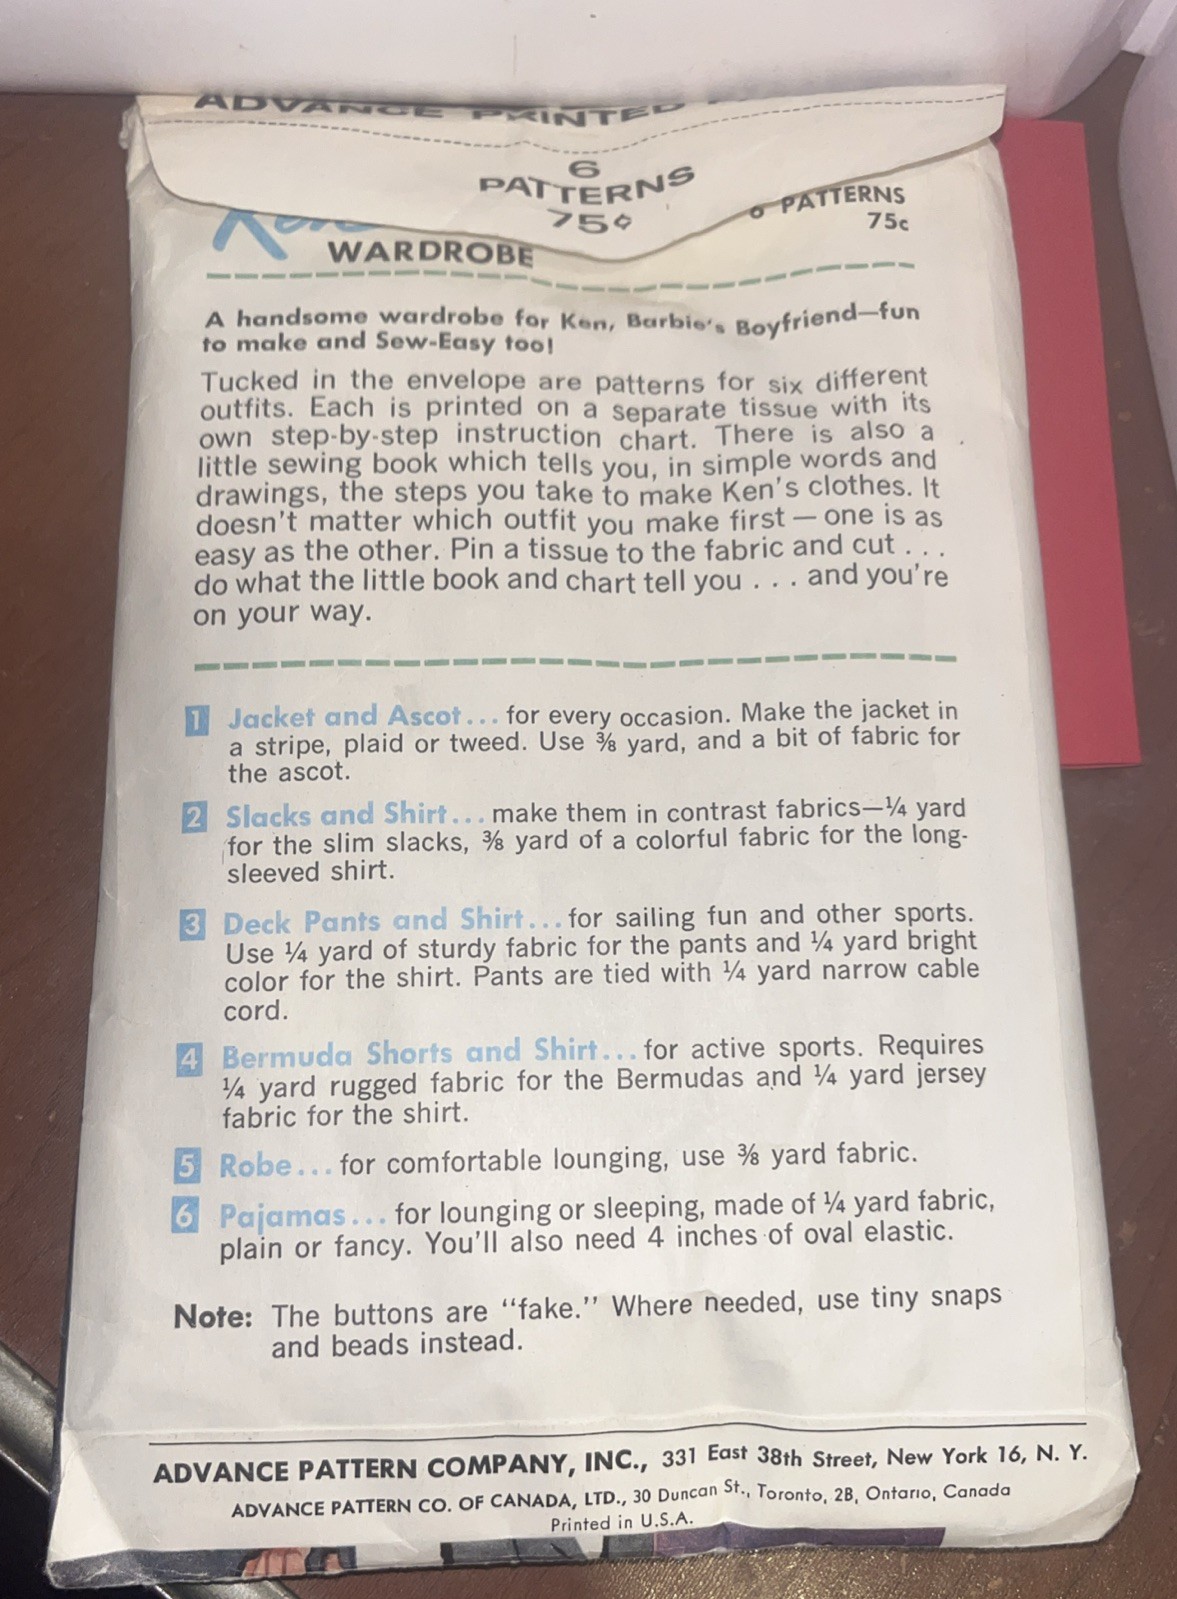 ADVANCE PRINTED
6
PATTERNS
75¢
6 PATTERNS
75c
Ken
WARDROBE
A handsome wardrobe for Ken, Barbie's Boyfriend—fun
to make and Sew-Easy too!
Tucked in the envelope are patterns for six different
outfits. Each is printed on a separate tissue with its
own step-by-step instruction chart. There is also a
little sewing book which tells you, in simple words and
drawings, the steps you take to make Ken's clothes. It
doesn't matter which outfit you make first — one is as
easy as the other. Pin a tissue to the fabric and cut . . .
do what the little book and chart tell you . . . and you're
on your way.
1 Jacket and Ascot... for every occasion. Make the jacket in
a stripe, plaid or tweed. Use ⅜ yard, and a bit of fabric for
the ascot.
2 Slacks and Shirt... make them in contrast fabrics—¼ yard
for the slim slacks, ⅜ yard of a colorful fabric for the long-
sleeved shirt.
3 Deck Pants and Shirt... for sailing fun and other sports.
Use ¼ yard of sturdy fabric for the pants and ¼ yard bright
color for the shirt. Pants are tied with ¼ yard narrow cable
cord.
4 Bermuda Shorts and Shirt... for active sports. Requires
¼ yard rugged fabric for the Bermudas and ¼ yard jersey
fabric for the shirt.
5 Robe... for comfortable lounging, use ⅜ yard fabric.
6 Pajamas... for lounging or sleeping, made of ¼ yard fabric,
plain or fancy. You'll also need 4 inches of oval elastic.
Note: The buttons are "fake." Where needed, use tiny snaps
and beads instead.
ADVANCE PATTERN COMPANY, INC., 331 East 38th Street, New York 16, N. Y.
ADVANCE PATTERN CO. OF CANADA, LTD., 30 Duncan St., Toronto, 2B, Ontario, Canada
Printed in U.S.A.